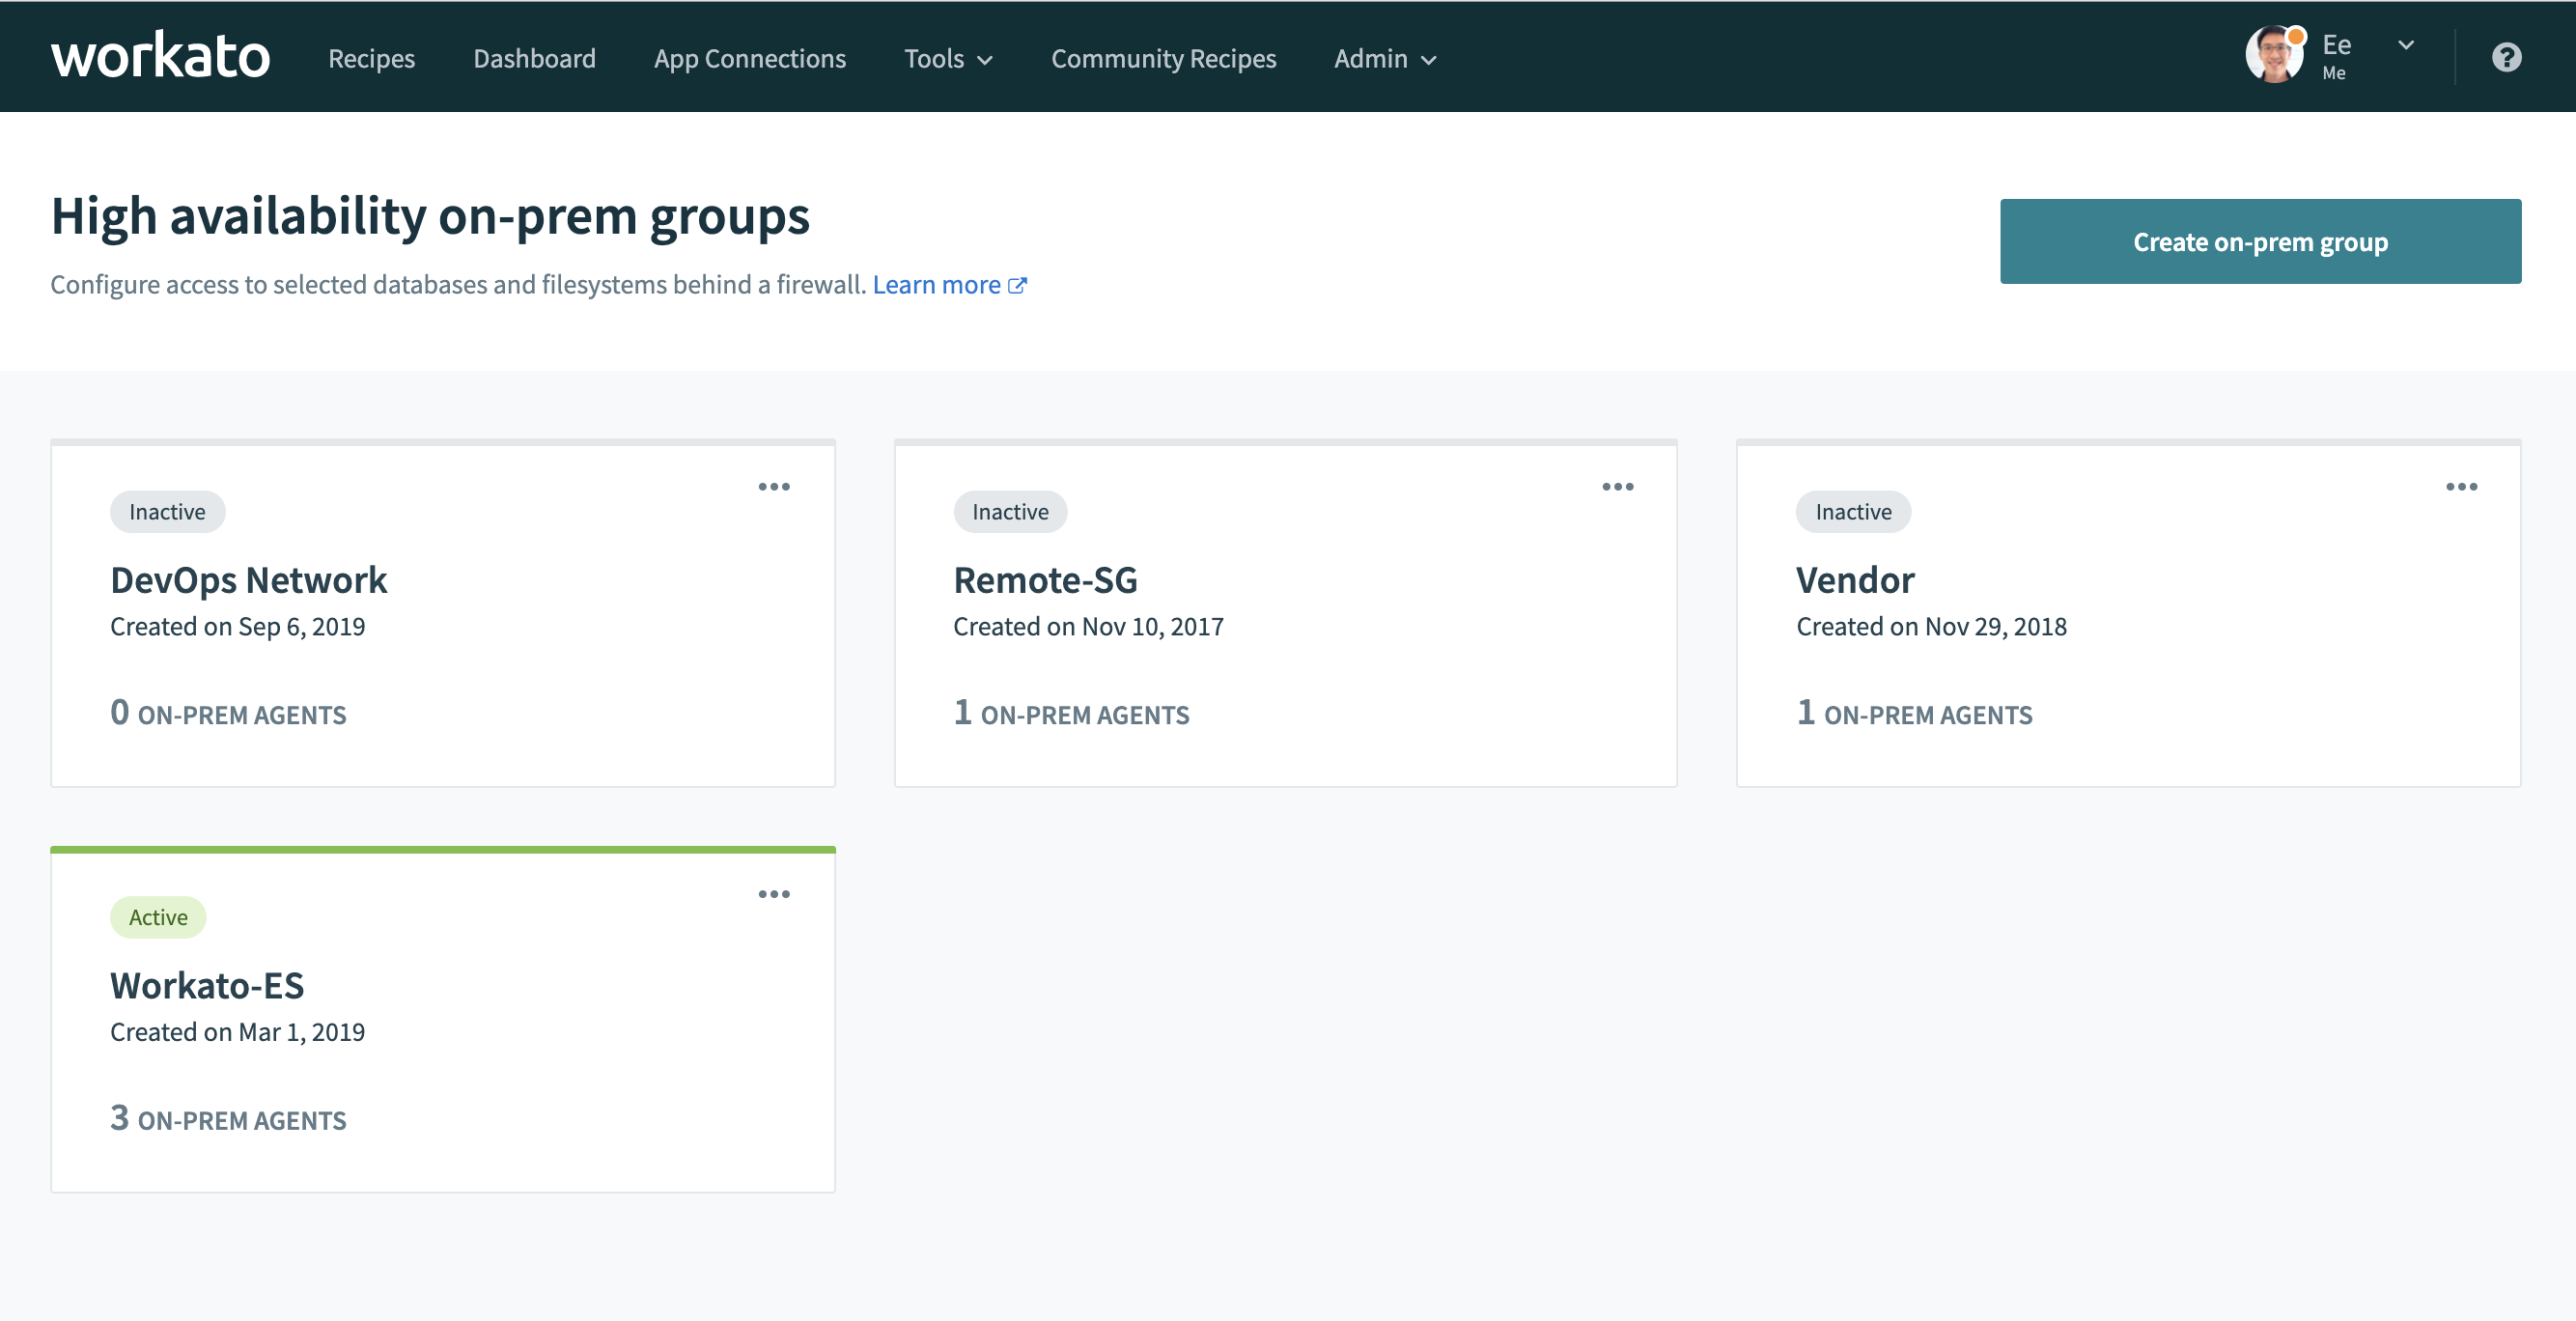 workato Recipes Dashboard App Connections Tools Community Recipes Admin Ee
Me
?
High availability on-prem groups
Create on-prem group
Configure access to selected databases and filesystems behind a firewall. Learn more
Inactive
DevOps Network
Created on Sep 6, 2019
0 ON-PREM AGENTS
Inactive
Remote-SG
Created on Nov 10, 2017
1 ON-PREM AGENTS
Inactive
Vendor
Created on Nov 29, 2018
1 ON-PREM AGENTS
Active
Workato-ES
Created on Mar 1, 2019
3 ON-PREM AGENTS